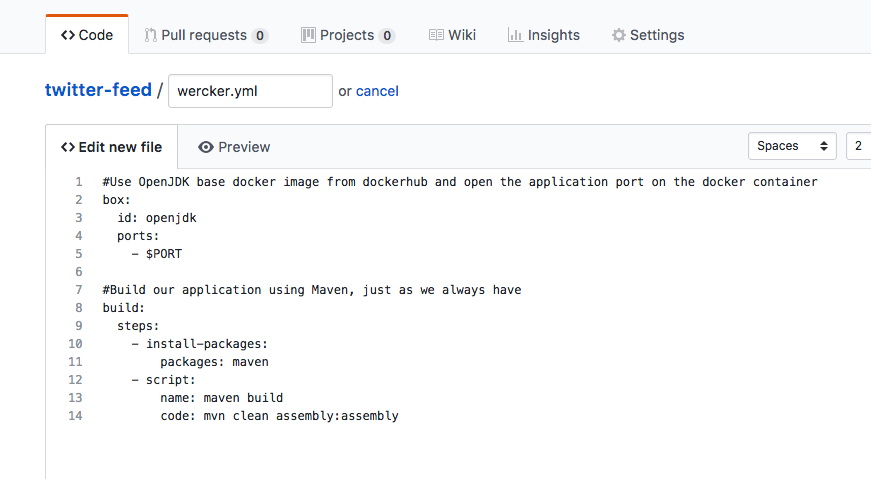 Code Pull requests 0 Projects 0 Wiki Insights Settings
twitter-feed / wercker.yml or cancel
Edit new file Preview Spaces 2
1 #Use OpenJDK base docker image from dockerhub and open the application port on the docker container
2 box:
3   id: openjdk
4   ports:
5     - $PORT
6
7 #Build our application using Maven, just as we always have
8 build:
9   steps:
10     - install-packages:
11         packages: maven
12     - script:
13         name: maven build
14         code: mvn clean assembly:assembly